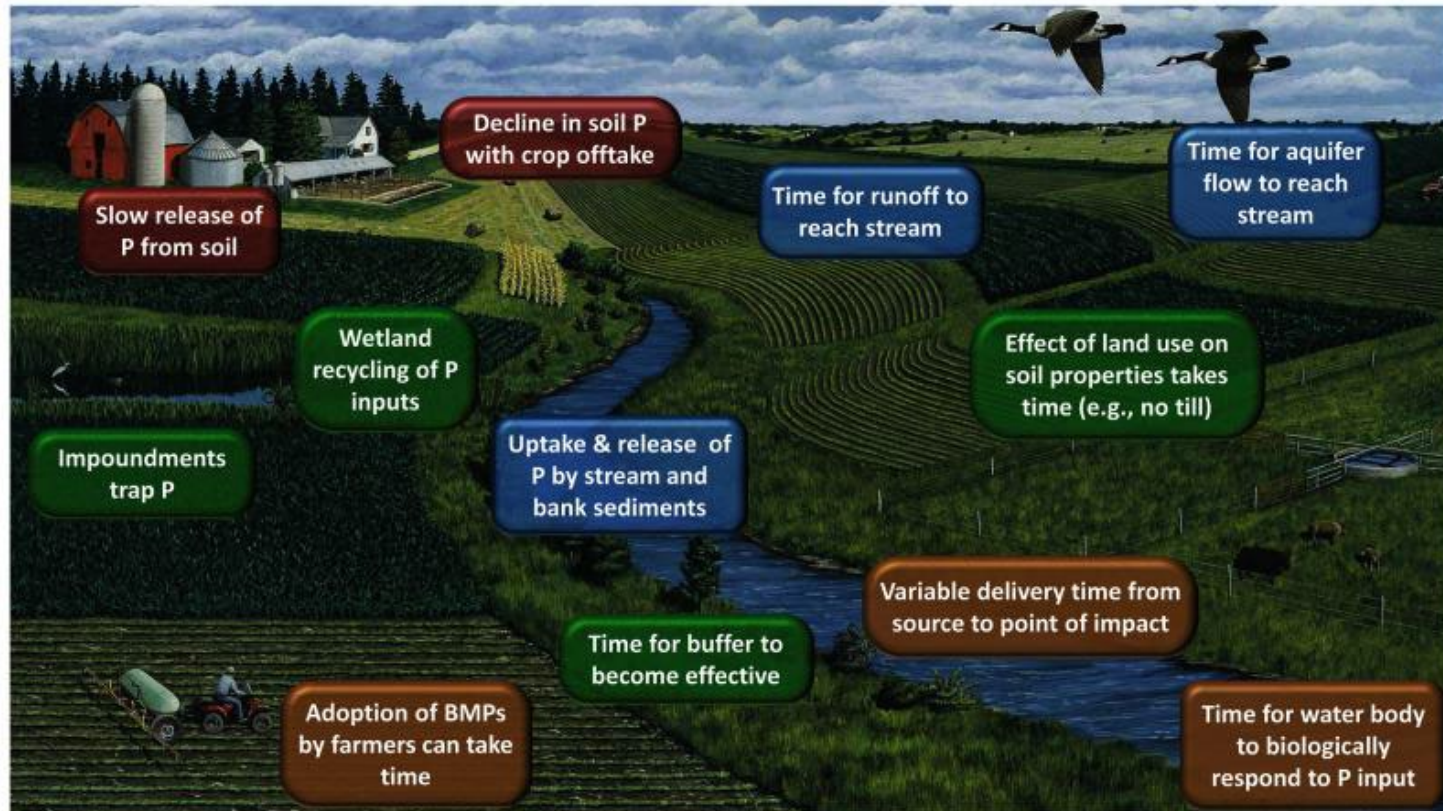 Decline in soil P
with crop offtake
Time for aquifer
flow to reach
stream
Time for runoff to
reach stream
Slow release of
P from soil
Wetland
recycling of P
inputs
Effect of land use on
soil properties takes
time (e.g., no till)
Uptake & release of
P by stream and
bank sediments
Impoundments
trap P
Variable delivery time from
source to point of impact
Time for buffer to
become effective
Adoption of BMPs
by farmers can take
time
Time for water body
to biologically
respond to P input